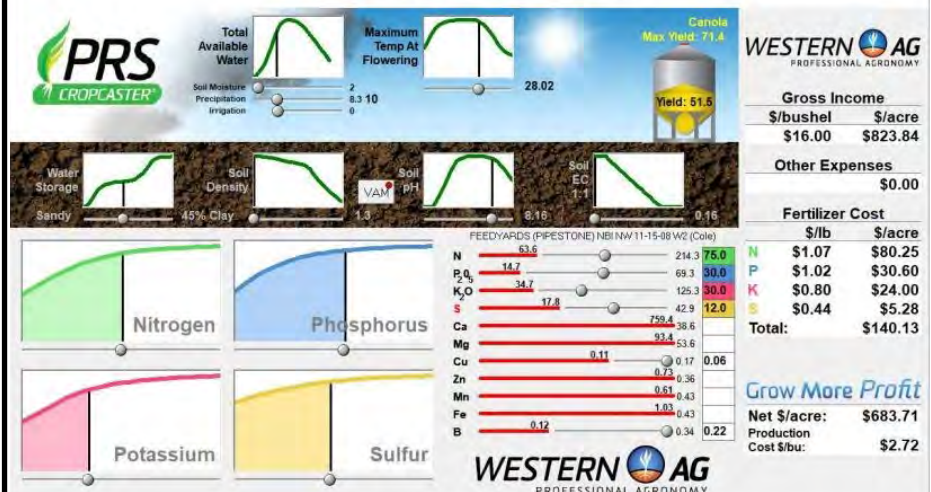 PRS
CROPCASTER®
Total
Available
Water
Soil Moisture 2
Precipitation 8.3 10
Irrigation 0
Maximum
Temp At
Flowering
28.02
Canola
Max Yield: 71.4
Yield: 51.5
Water
Storage
Sandy 45% Clay
Soil
Density
1.3
VAM
Soil
pH
8.16
Soil
EC
1:1
0.16
Nitrogen
Phosphorus
Potassium
Sulfur
FEEDYARDS (PIPESTONE) NBI NW 11-15-08 W2 (Cole)
N 63.6 214.3 75.0
P2O5 14.7 69.3 30.0
K2O 34.7 125.3 30.0
S 17.8 42.9 12.0
Ca 759.4 38.6
Mg 93.4 53.6
Cu 0.11 0.17 0.06
Zn 0.73 0.36
Mn 0.61 0.43
Fe 1.03 0.43
B 0.12 0.34 0.22
WESTERN AG
PROFESSIONAL AGRONOMY
WESTERN AG
PROFESSIONAL AGRONOMY
Gross Income
$/bushel $/acre
$16.00 $823.84
Other Expenses
$0.00
Fertilizer Cost
$/lb $/acre
N $1.07 $80.25
P $1.02 $30.60
K $0.80 $24.00
S $0.44 $5.28
Total: $140.13
Grow More Profit
Net $/acre: $683.71
Production
Cost $/bu: $2.72